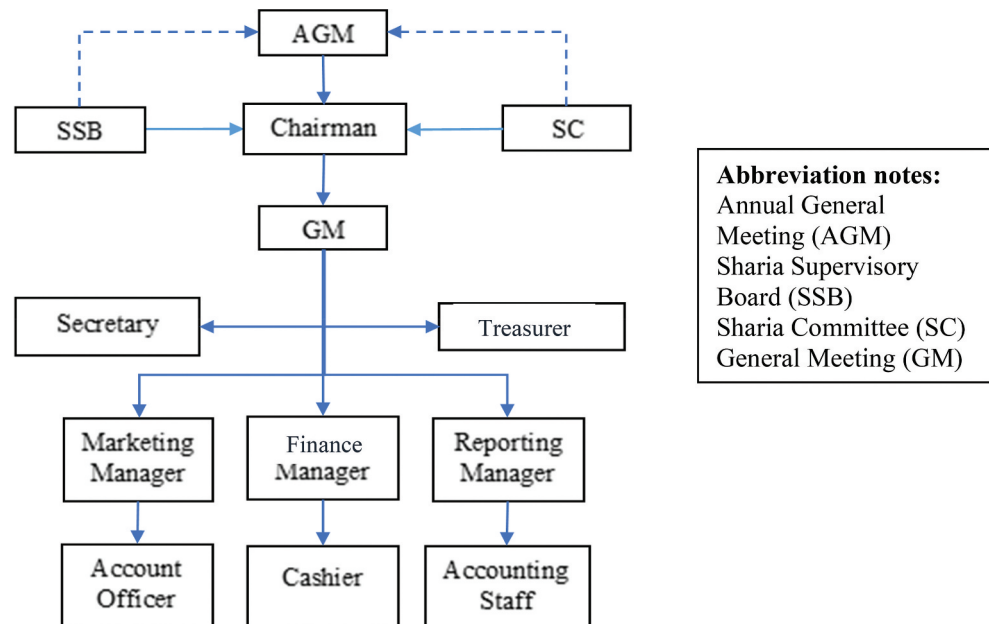 AGM
SSB
Chairman
SC
GM
Secretary
Treasurer
Marketing
Manager
Finance
Manager
Reporting
Manager
Account
Officer
Cashier
Accounting
Staff
Abbreviation notes:
Annual General
Meeting (AGM)
Sharia Supervisory
Board (SSB)
Sharia Committee (SC)
General Meeting (GM)